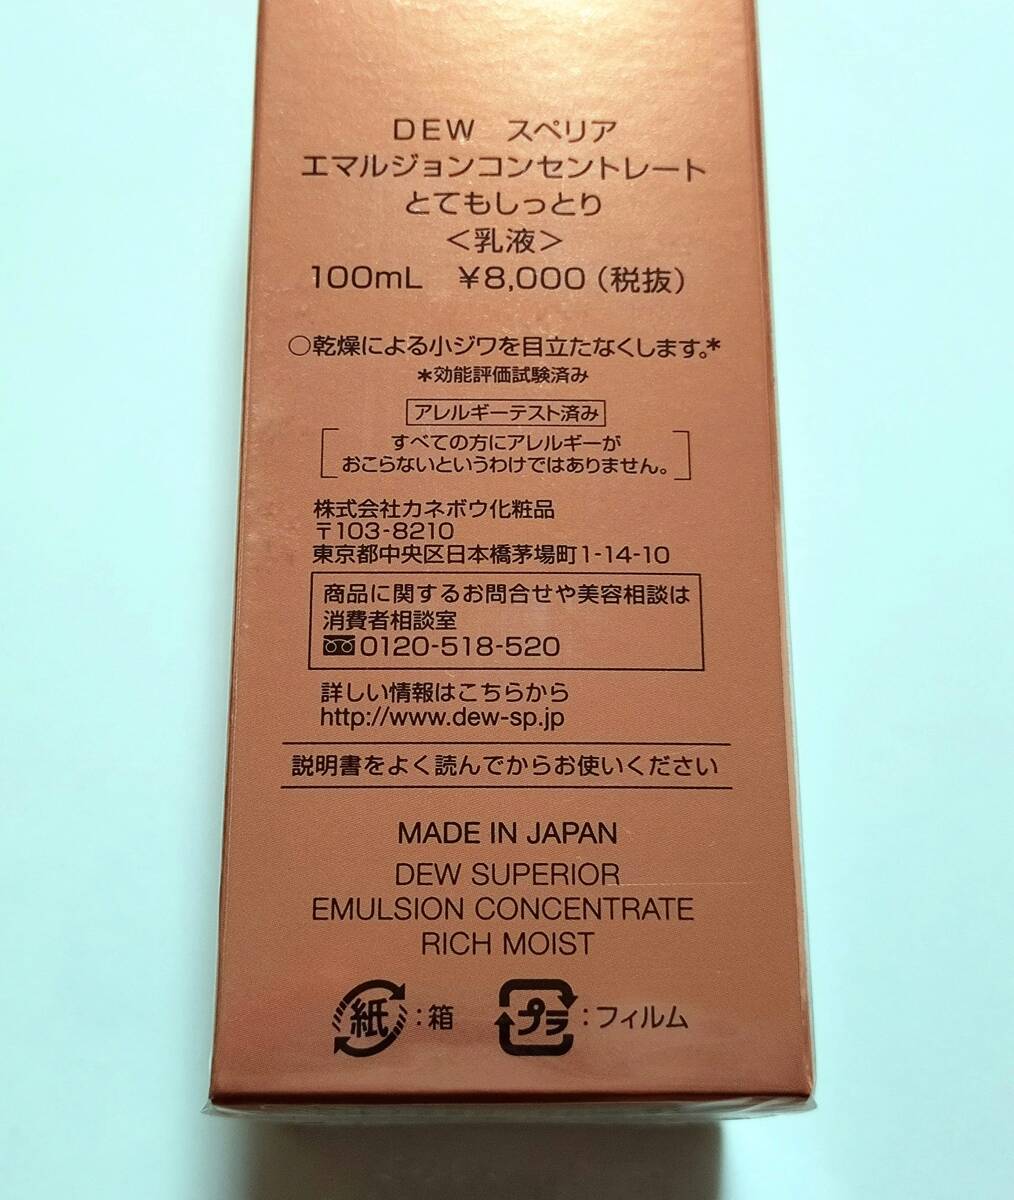 DEW スペリア
エマルジョンコンセントレート
とてもしっとり
＜乳液＞
100mL ¥8,000（税抜）
○乾燥による小ジワを目立たなくします。*
*効能評価試験済み
アレルギーテスト済み
すべての方にアレルギーが
おこらないというわけではありません。
株式会社カネボウ化粧品
〒103-8210
東京都中央区日本橋茅場町1-14-10
商品に関するお問合せや美容相談は
消費者相談室
0120-518-520
詳しい情報はこちらから
http://www.dew-sp.jp
説明書をよく読んでからお使いください
MADE IN JAPAN
DEW SUPERIOR
EMULSION CONCENTRATE
RICH MOIST
紙：箱 プラ：フィルム